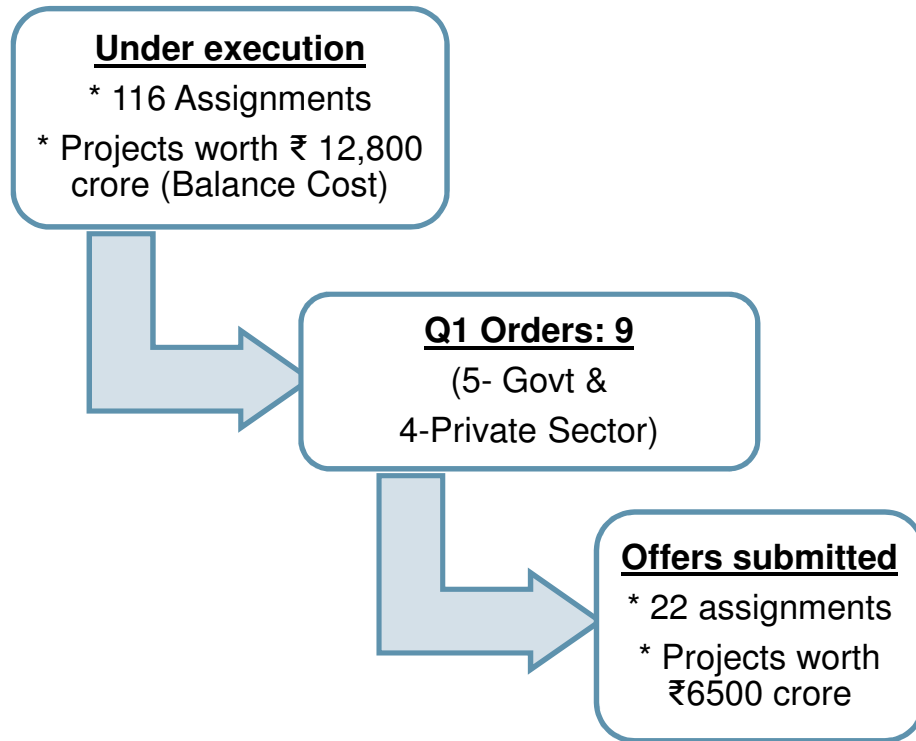 Under execution
* 116 Assignments
* Projects worth ₹ 12,800
crore (Balance Cost)
Q1 Orders: 9
(5- Govt &
4-Private Sector)
Offers submitted
* 22 assignments
* Projects worth
₹6500 crore